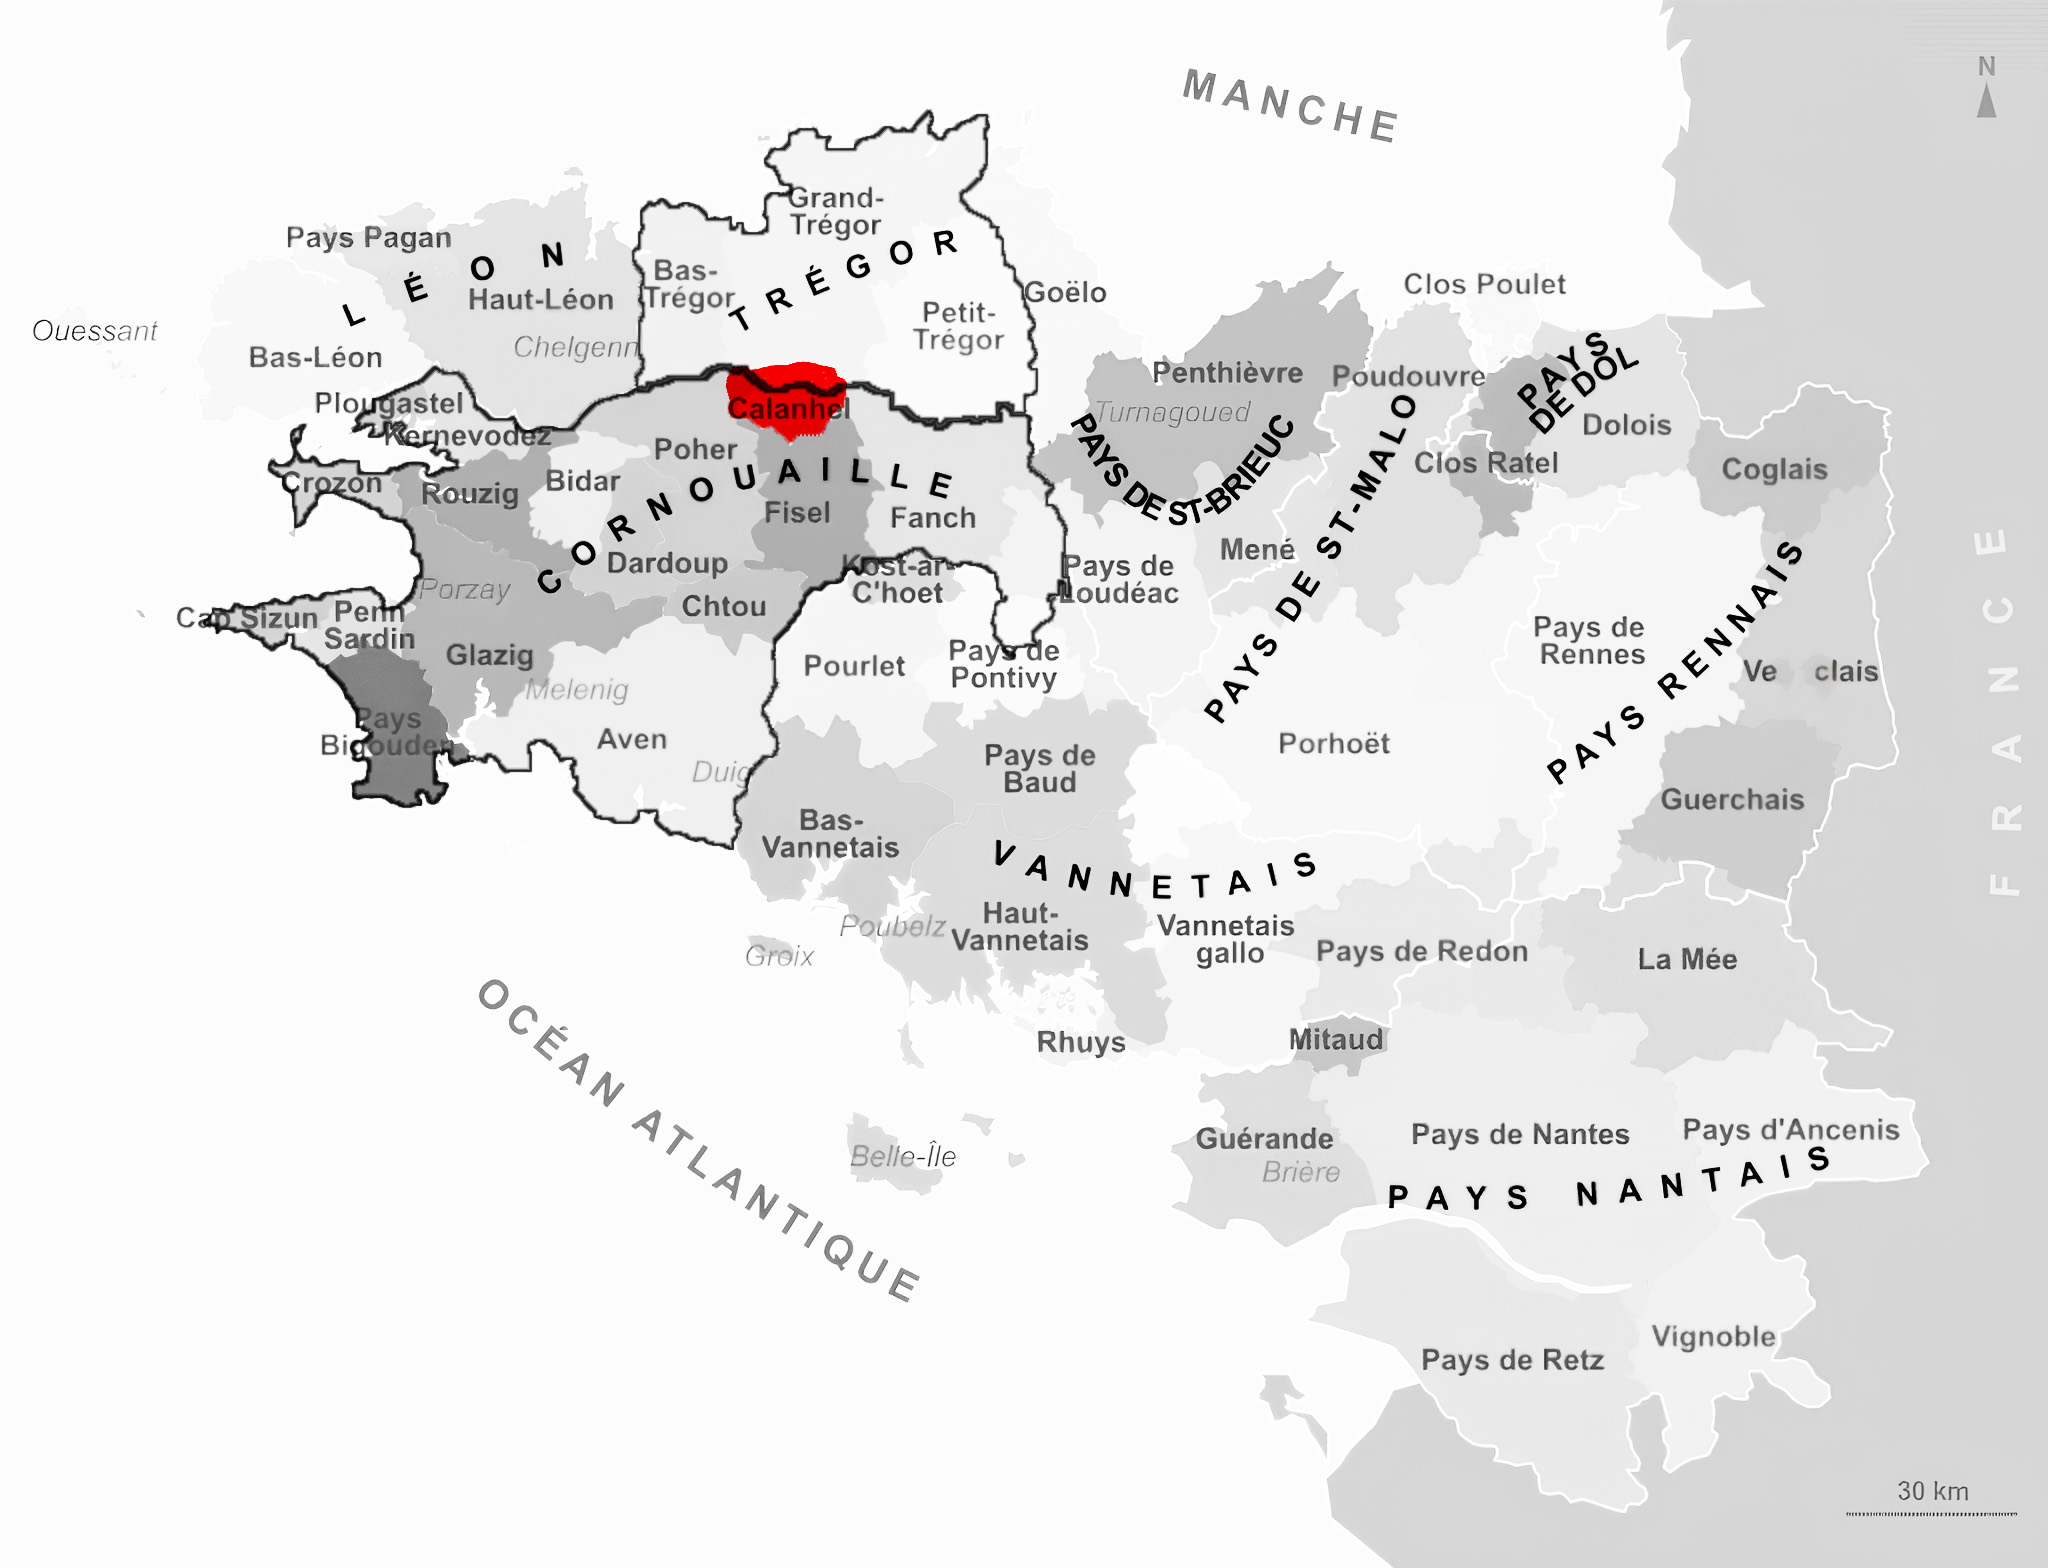 MANCHE
N
Grand-
Trégor
Pays Pagan
LÉON
TRÉGOR
Bas-
Trégor
Haut-Léon
Goëlo
Clos Poulet
Ouessant
Petit-
Trégor
Chelgenn
Bas-Léon
Penthièvre
Poudouvre
PAYS
DE DOL
Plougastel
Calanhel
Turnagoued
Dolois
Kernevodez
Poher
PAYS DE ST-BRIEUC
PAYS DE ST-MALO
Clos Ratel
Coglais
Crozon
Rouzig
Bidar
CORNOUAILLE
Fisel
Fanch
Mené
Dardoup
Kost-ar-
C'hoet
Pays de
Loudéac
Porzay
Chtou
FRANCE
Cap Sizun
Penn
Sardin
Pays de
Rennes
PAYS RENNAIS
Glazig
Pourlet
Pays de
Pontivy
Ve clais
Melenig
Pays
Bigouden
Aven
Porhoët
Duig
Pays de
Baud
Guerchais
Bas-
Vannetais
VANNETAIS
Haut-
Vannetais
Poubelz
Vannetais
gallo
Pays de Redon
La Mée
Groix
OCÉAN ATLANTIQUE
Rhuys
Mitaud
Guérande
Pays de Nantes
Pays d'Ancenis
Belle-Île
Brière
PAYS NANTAIS
Vignoble
Pays de Retz
30 km